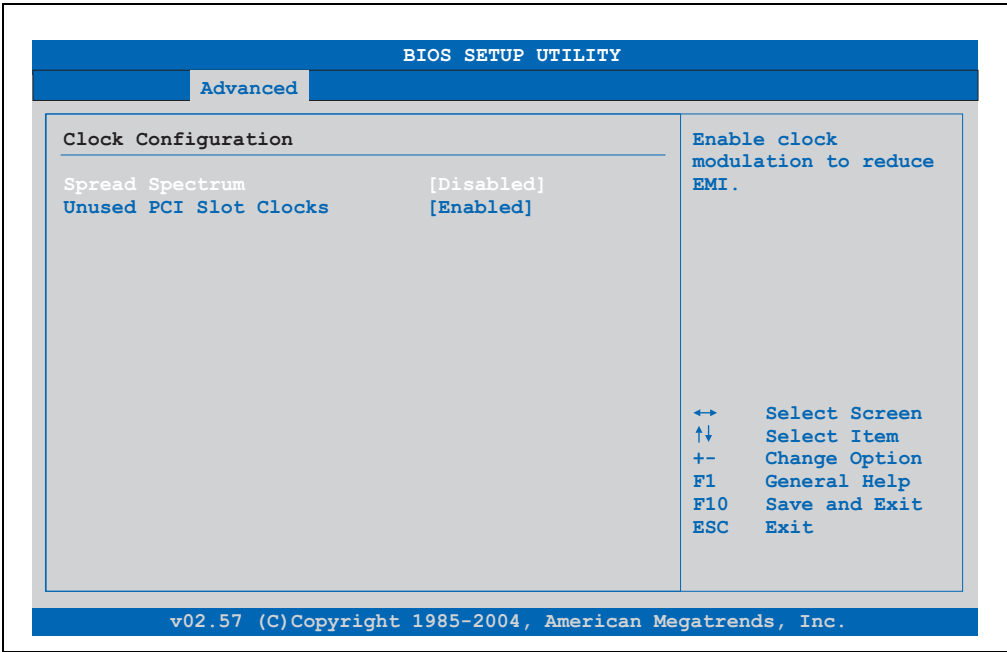 BIOS SETUP UTILITY
Advanced
Clock Configuration
Spread Spectrum [Disabled]
Unused PCI Slot Clocks [Enabled]
Enable clock
modulation to reduce
EMI.
↔ Select Screen
↑↓ Select Item
+- Change Option
F1 General Help
F10 Save and Exit
ESC Exit
v02.57 (C)Copyright 1985-2004, American Megatrends, Inc.